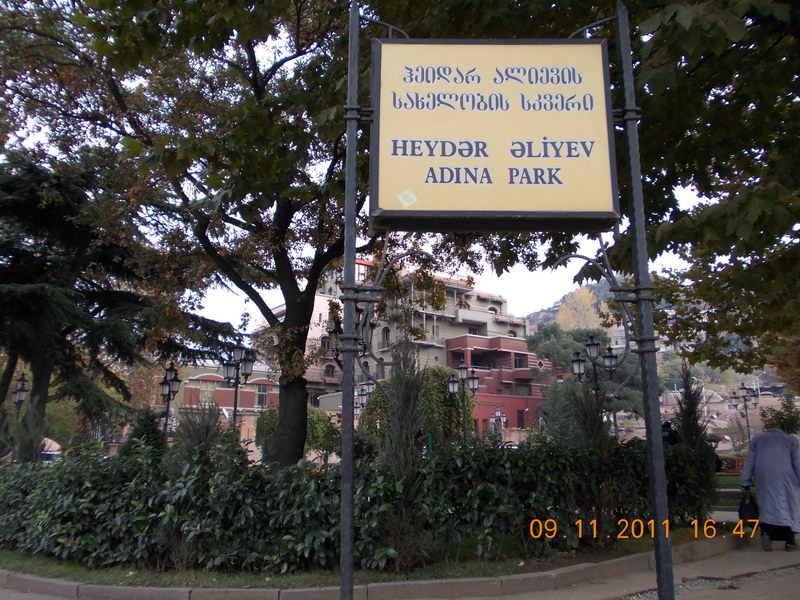 ჰეიდარ ალიევის
სახელობის სკვერი
HEYDƏR ƏLİYEV
ADINA PARK
09.11.2011 16:47